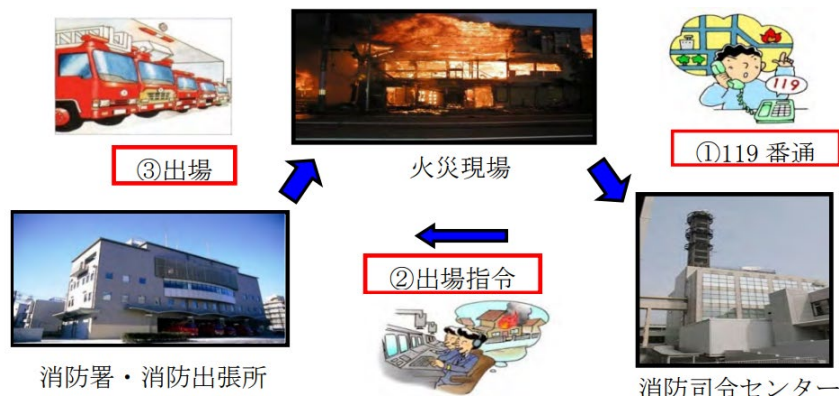 119
①119 番通
③出場
火災現場
②出場指令
消防署・消防出張所
消防司令センター